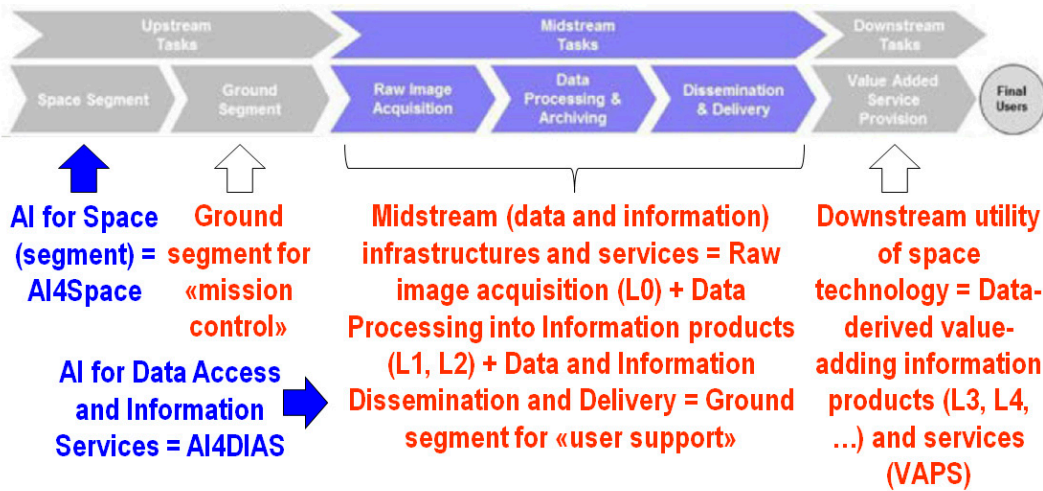 Upstream
Tasks
Midstream
Tasks
Downstream
Tasks
Space Segment
Ground
Segment
Raw Image
Acquisition
Data
Processing &
Archiving
Dissemination
& Delivery
Value Added
Service
Provision
Final
Users
AI for Space
(segment) =
AI4Space
Ground
segment for
«mission
control»
AI for Data Access
and Information
Services = AI4DIAS
Midstream (data and information)
infrastructures and services = Raw
image acquisition (L0) + Data
Processing into Information products
(L1, L2) + Data and Information
Dissemination and Delivery = Ground
segment for «user support»
Downstream utility
of space
technology = Data-
derived value-
adding information
products (L3, L4,
...) and services
(VAPS)